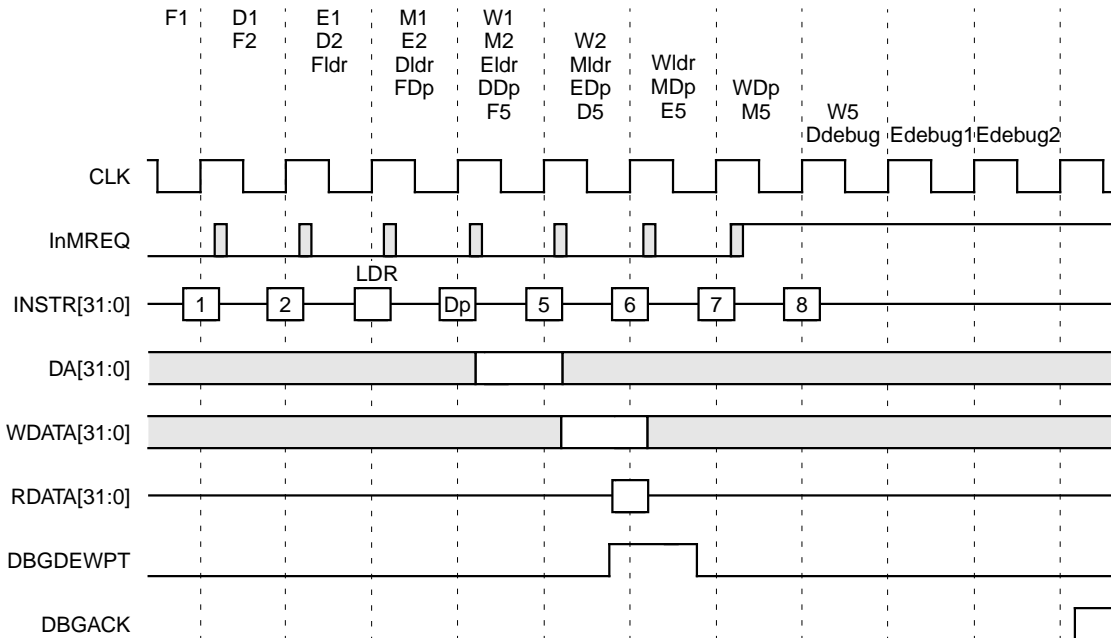 F1 D1 E1 M1 W1
F2 D2 E2 M2 W2
Fldr Dldr Eldr Mldr Wldr
FDp DDp EDp MDp WDp
F5 D5 E5 M5 W5
Ddebug Edebug1 Edebug2
CLK
InMREQ
LDR
INSTR[31:0] 1 2 Dp 5 6 7 8
DA[31:0]
WDATA[31:0]
RDATA[31:0]
DBGDEWPT
DBGACK